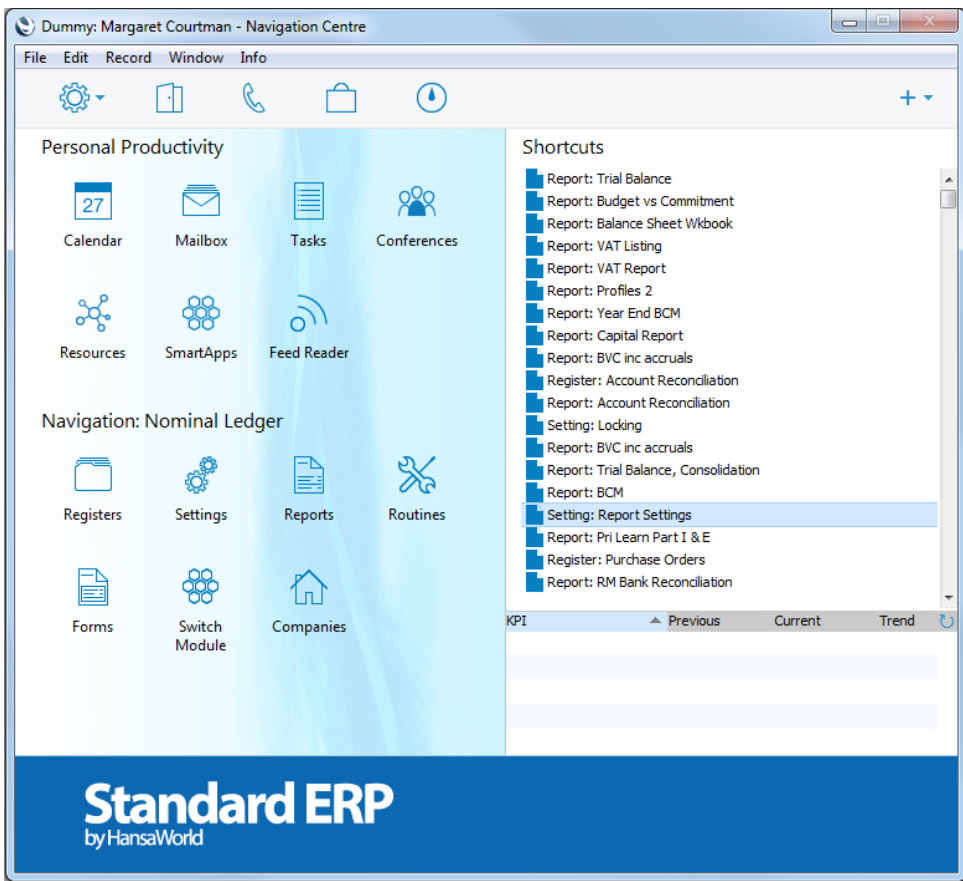 Dummy: Margaret Courtman - Navigation Centre
File Edit Record Window Info
Personal Productivity
27
Calendar Mailbox Tasks Conferences
Resources SmartApps Feed Reader
Navigation: Nominal Ledger
Registers Settings Reports Routines
Forms Switch Module Companies
Shortcuts
Report: Trial Balance
Report: Budget vs Commitment
Report: Balance Sheet Wkbook
Report: VAT Listing
Report: VAT Report
Report: Profiles 2
Report: Year End BCM
Report: Capital Report
Report: BVC inc accruals
Register: Account Reconciliation
Report: Account Reconciliation
Setting: Locking
Report: BVC inc accruals
Report: Trial Balance, Consolidation
Report: BCM
Setting: Report Settings
Report: Pri Learn Part I & E
Register: Purchase Orders
Report: RM Bank Reconciliation
KPI Previous Current Trend
Standard ERP
by HansaWorld